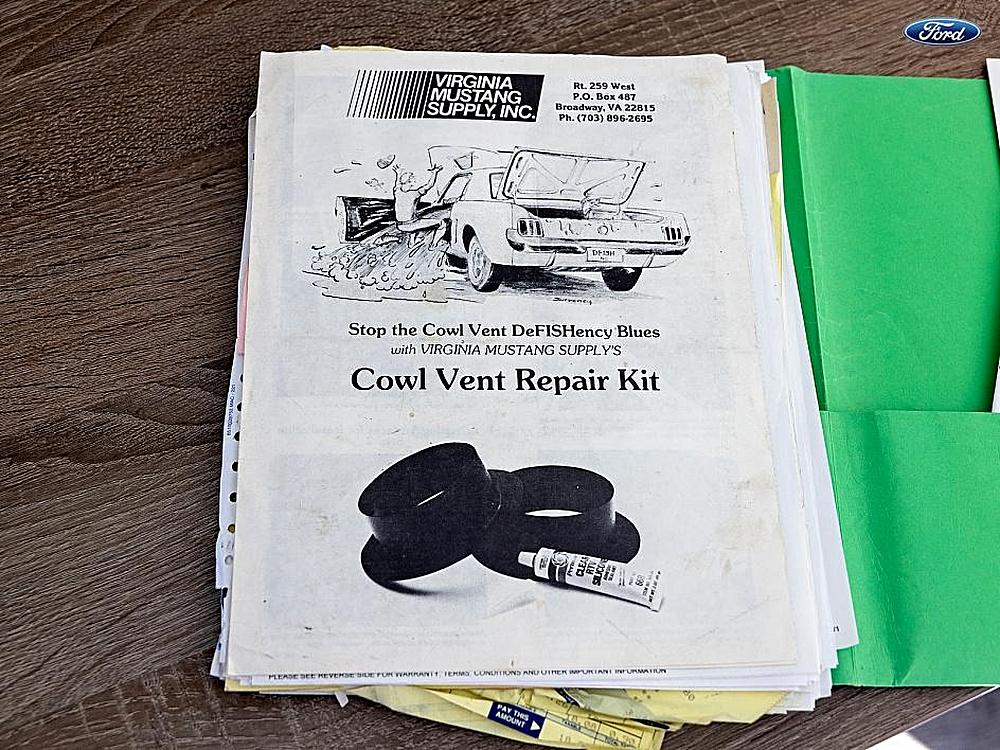 Ford
VIRGINIA
MUSTANG
SUPPLY, INC.
Rt. 259 West
P.O. Box 487
Broadway, VA 22815
Ph. (703) 896-2695
DEFISH
Stop the Cowl Vent DeFISHency Blues
with VIRGINIA MUSTANG SUPPLY'S
Cowl Vent Repair Kit
CLEAR
RTV
SILICONE
66B
PLEASE SEE REVERSE SIDE FOR WARRANTY, TERMS, CONDITIONS AND OTHER IMPORTANT INFORMATION
PAY THIS
AMOUNT